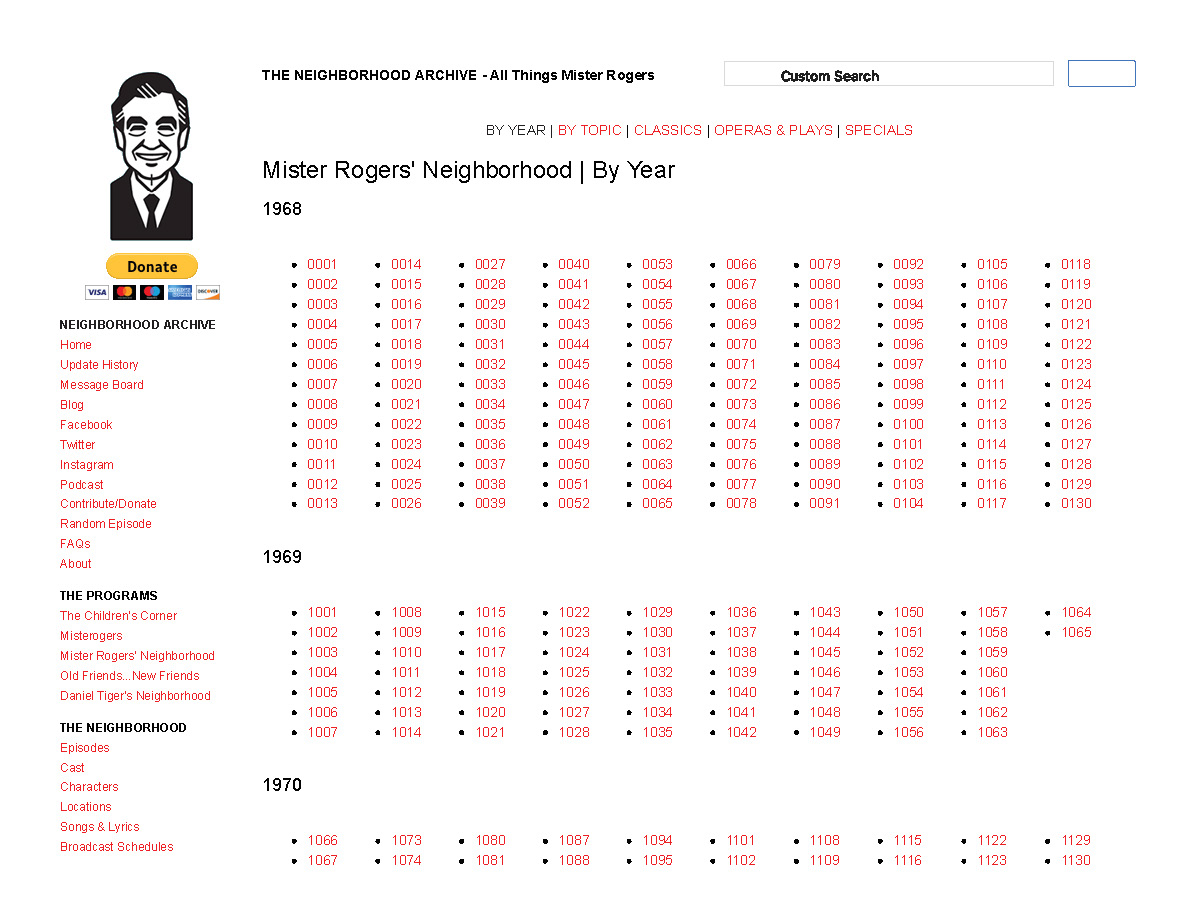 THE NEIGHBORHOOD ARCHIVE - All Things Mister Rogers
Custom Search
BY YEAR | BY TOPIC | CLASSICS | OPERAS & PLAYS | SPECIALS
Donate
VISA
DISCOVER
NEIGHBORHOOD ARCHIVE
Home
Update History
Message Board
Blog
Facebook
Twitter
Instagram
Podcast
Contribute/Donate
Random Episode
FAQs
About
THE PROGRAMS
The Children's Corner
Misterogers
Mister Rogers' Neighborhood
Old Friends...New Friends
Daniel Tiger's Neighborhood
THE NEIGHBORHOOD
Episodes
Cast
Characters
Locations
Songs & Lyrics
Broadcast Schedules
Mister Rogers' Neighborhood | By Year
1968
0001 0014 0027 0040 0053 0066 0079 0092 0105 0118
0002 0015 0028 0041 0054 0067 0080 0093 0106 0119
0003 0016 0029 0042 0055 0068 0081 0094 0107 0120
0004 0017 0030 0043 0056 0069 0082 0095 0108 0121
0005 0018 0031 0044 0057 0070 0083 0096 0109 0122
0006 0019 0032 0045 0058 0071 0084 0097 0110 0123
0007 0020 0033 0046 0059 0072 0085 0098 0111 0124
0008 0021 0034 0047 0060 0073 0086 0099 0112 0125
0009 0022 0035 0048 0061 0074 0087 0100 0113 0126
0010 0023 0036 0049 0062 0075 0088 0101 0114 0127
0011 0024 0037 0050 0063 0076 0089 0102 0115 0128
0012 0025 0038 0051 0064 0077 0090 0103 0116 0129
0013 0026 0039 0052 0065 0078 0091 0104 0117 0130
1969
1001 1008 1015 1022 1029 1036 1043 1050 1057 1064
1002 1009 1016 1023 1030 1037 1044 1051 1058 1065
1003 1010 1017 1024 1031 1038 1045 1052 1059
1004 1011 1018 1025 1032 1039 1046 1053 1060
1005 1012 1019 1026 1033 1040 1047 1054 1061
1006 1013 1020 1027 1034 1041 1048 1055 1062
1007 1014 1021 1028 1035 1042 1049 1056 1063
1970
1066 1073 1080 1087 1094 1101 1108 1115 1122 1129
1067 1074 1081 1088 1095 1102 1109 1116 1123 1130